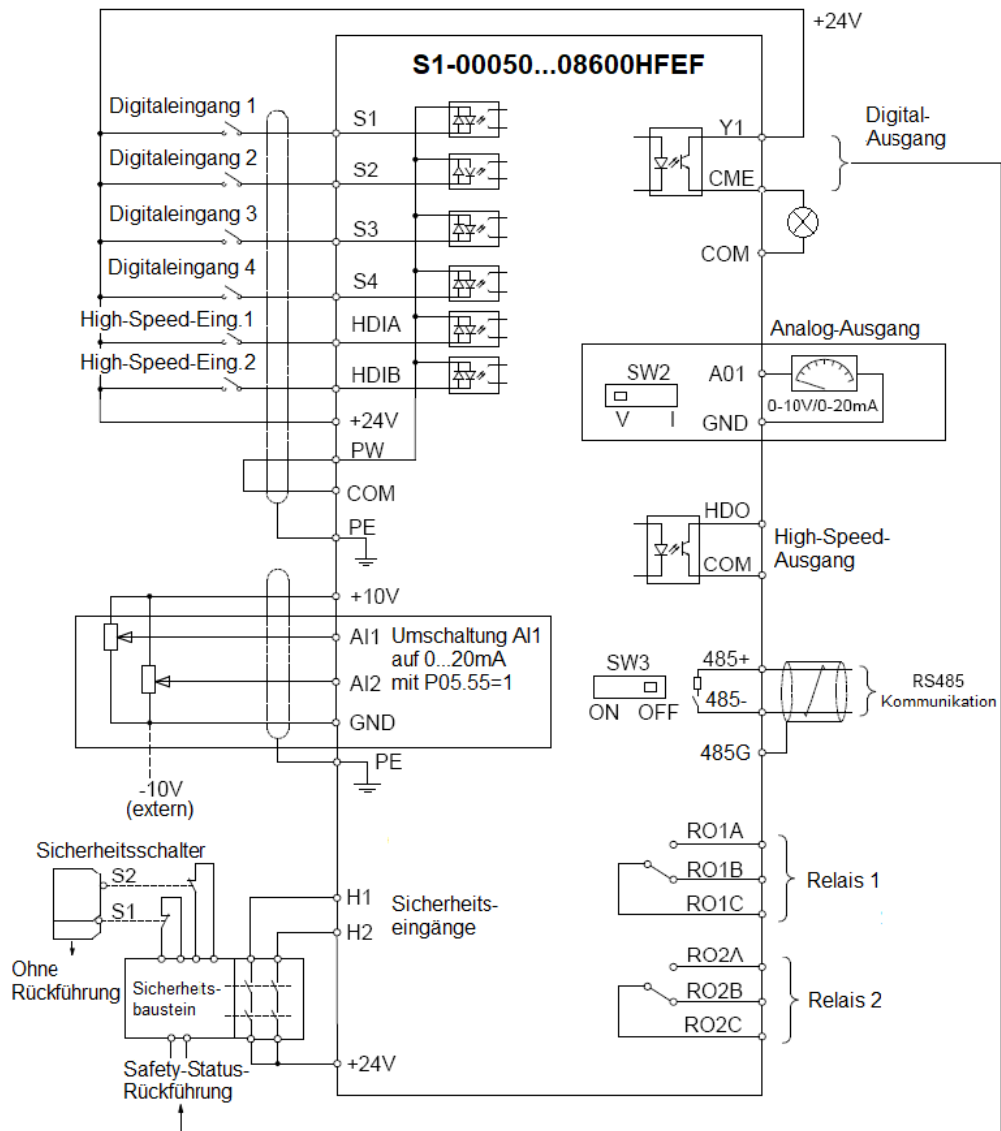 +24V
S1-00050...08600HFEF
Digitaleingang 1
S1
Digitaleingang 2
S2
Digitaleingang 3
S3
Digitaleingang 4
S4
High-Speed-Eing.1
HDIA
High-Speed-Eing.2
HDIB
+24V
PW
COM
PE
Y1
CME
COM
Digital-
Ausgang
Analog-Ausgang
SW2
V I
A01
GND
0-10V/0-20mA
HDO
COM
High-Speed-
Ausgang
+10V
AI1
AI2
GND
Umschaltung AI1
auf 0...20mA
mit P05.55=1
PE
-10V
(extern)
SW3
ON OFF
485+
485-
485G
RS485
Kommunikation
RO1A
RO1B
RO1C
Relais 1
RO2A
RO2B
RO2C
Relais 2
Sicherheitsschalter
S2
S1
Ohne
Rückführung
Sicherheits-
baustein
H1
H2
Sicherheits-
eingänge
+24V
Safety-Status-
Rückführung